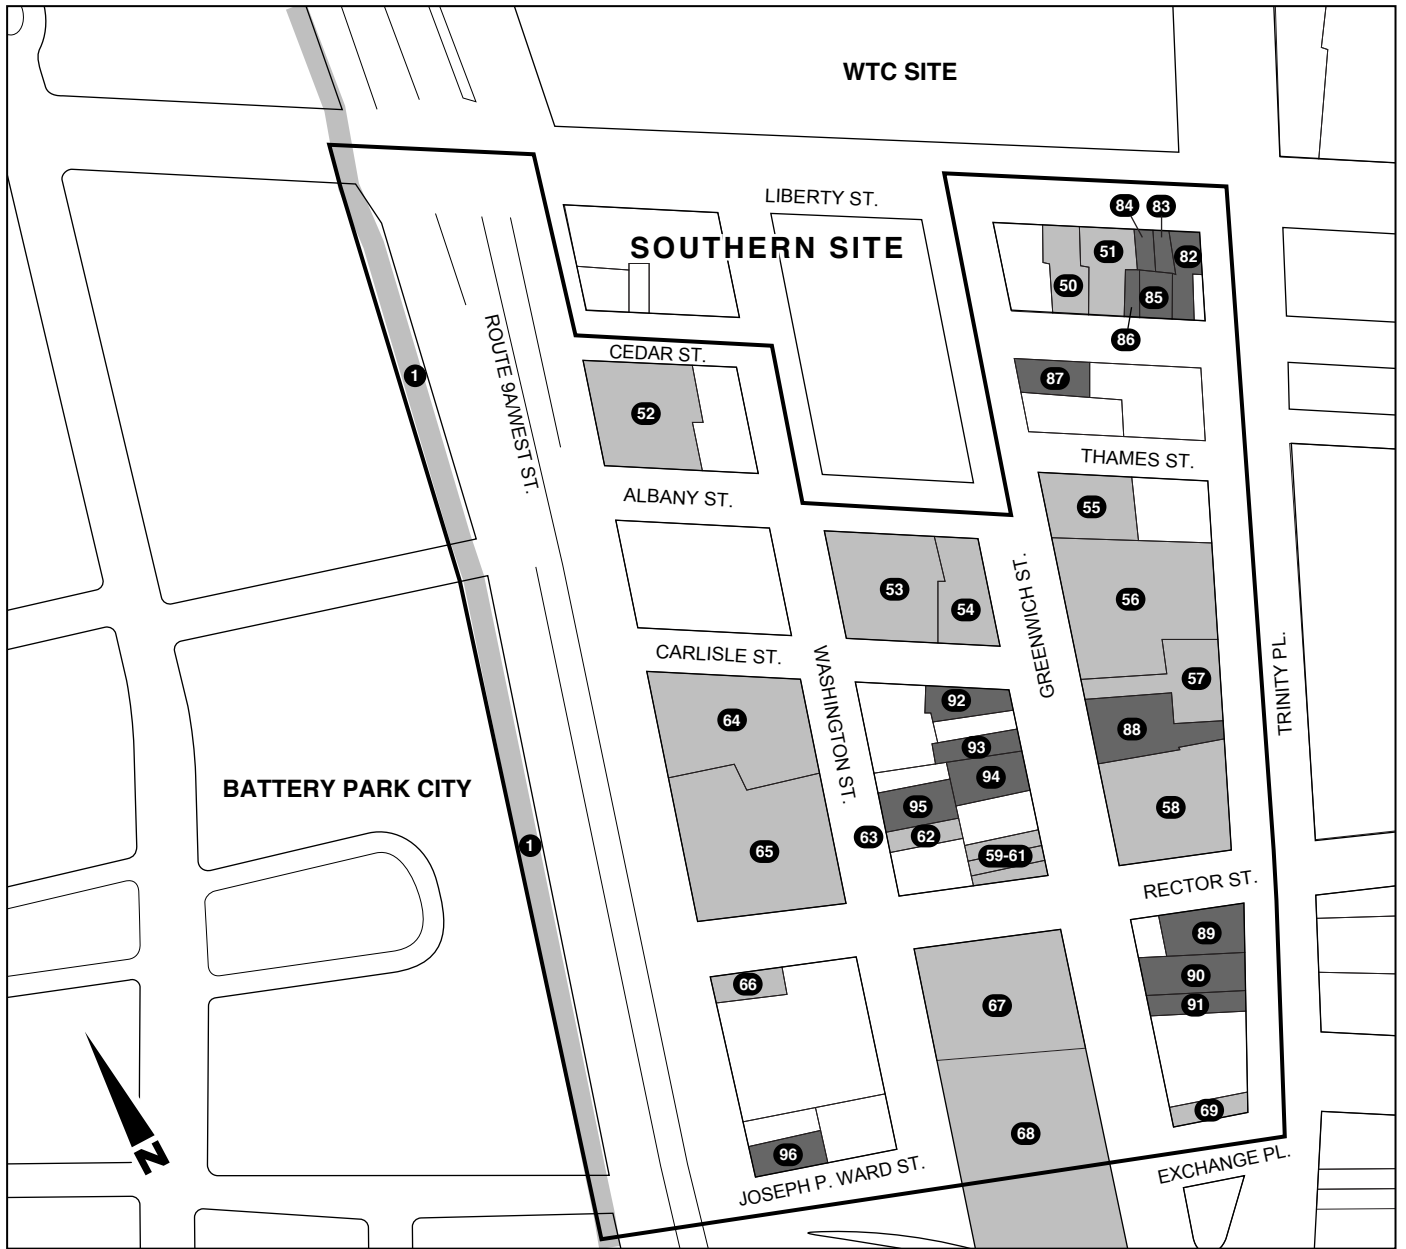 WTC SITE
LIBERTY ST.
84
83
SOUTHERN SITE
51
82
50
85
86
ROUTE 9A/WEST ST.
CEDAR ST.
1
87
52
THAMES ST.
ALBANY ST.
55
53
54
56
GREENWICH ST.
CARLISLE ST.
WASHINGTON ST.
TRINITY PL.
57
92
64
88
93
94
BATTERY PARK CITY
95
58
63
62
1
65
59-61
RECTOR ST.
89
66
90
67
91
69
68
96
N
JOSEPH P. WARD ST.
EXCHANGE PL.